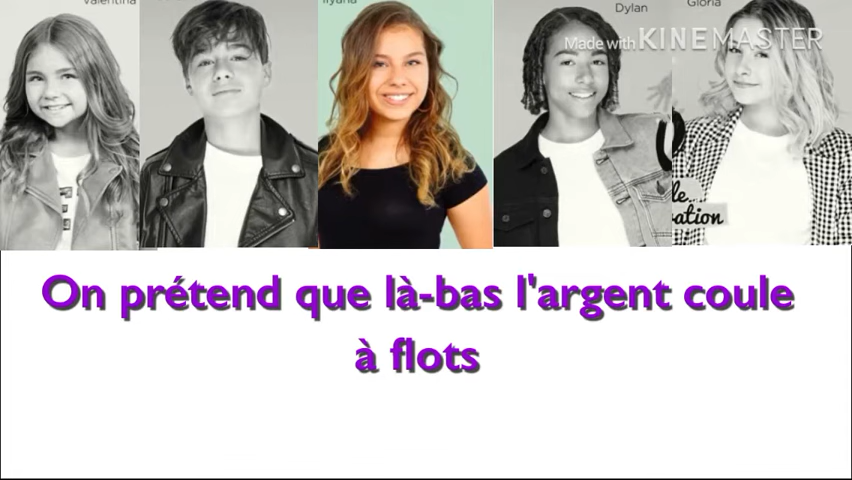 Valentina
Ilyana
Dylan
Gloria
Made with KINEMASTER
On prétend que là-bas l'argent coule
à flots